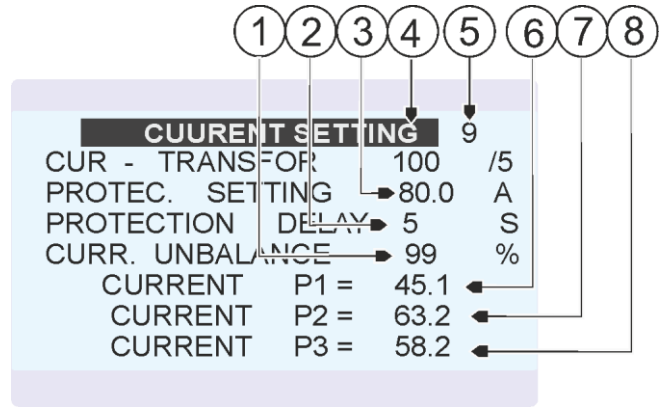 1 2 3 4 5 6 7 8
CUURENT SETTING 9
CUR - TRANSFOR 100 /5
PROTEC. SETTING 80.0 A
PROTECTION DELAY 5 S
CURR. UNBALANCE 99 %
CURRENT P1 = 45.1
CURRENT P2 = 63.2
CURRENT P3 = 58.2